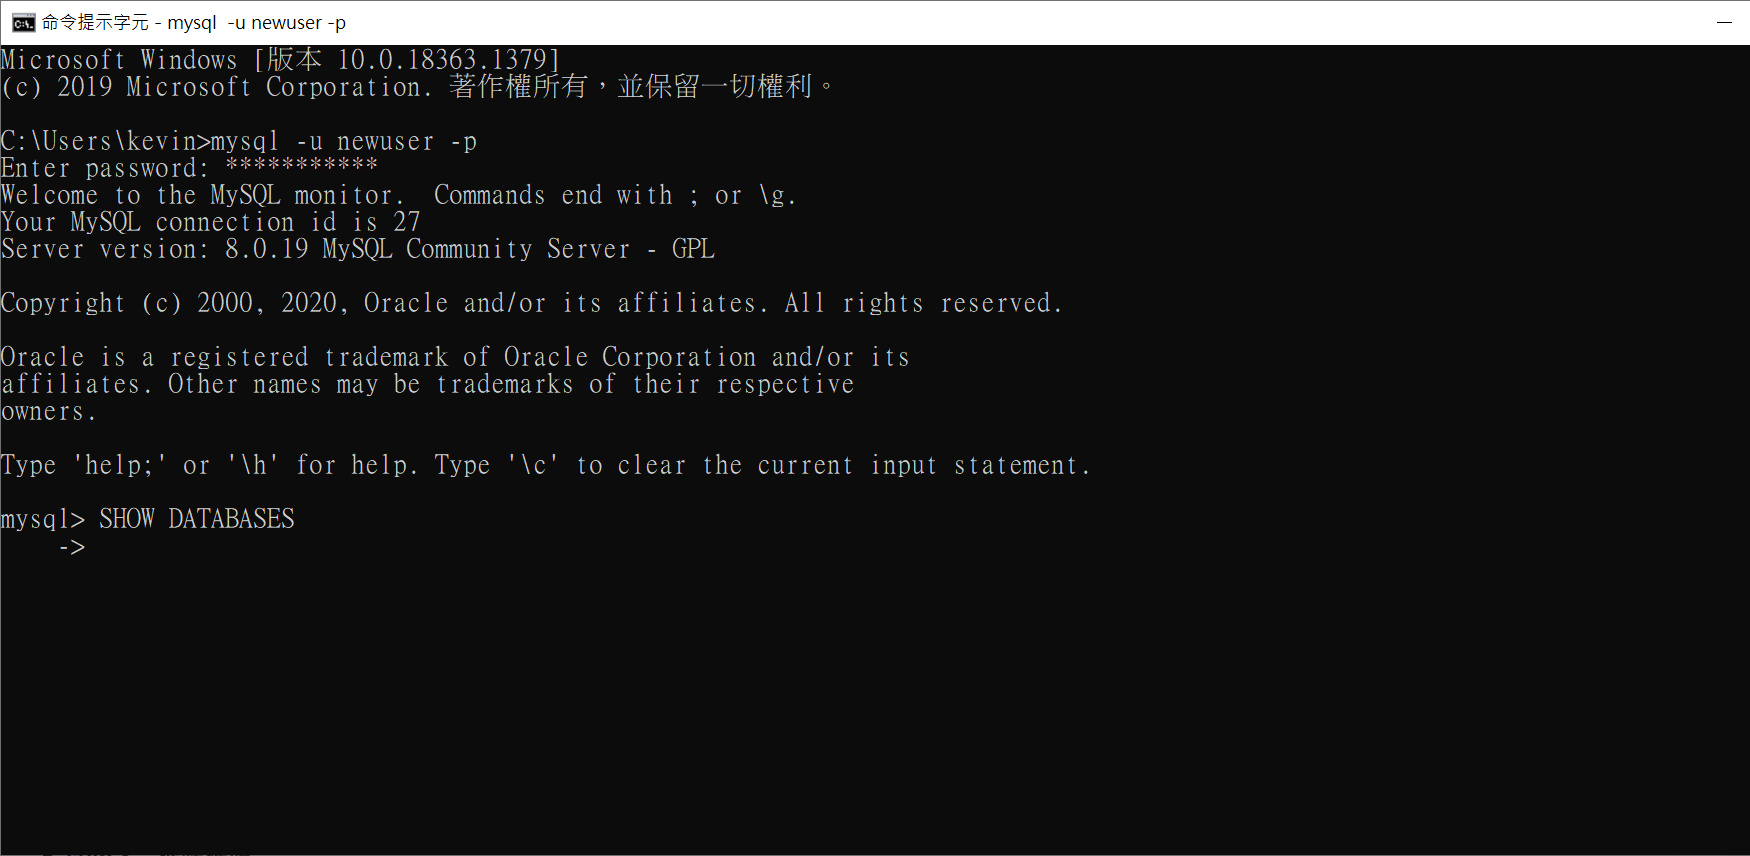 命令提示字元 - mysql  -u newuser -p
Microsoft Windows [版本 10.0.18363.1379]
(c) 2019 Microsoft Corporation. 著作權所有，並保留一切權利。
C:\Users\kevin>mysql -u newuser -p
Enter password: ***********
Welcome to the MySQL monitor.  Commands end with ; or \g.
Your MySQL connection id is 27
Server version: 8.0.19 MySQL Community Server - GPL
Copyright (c) 2000, 2020, Oracle and/or its affiliates. All rights reserved.
Oracle is a registered trademark of Oracle Corporation and/or its
affiliates. Other names may be trademarks of their respective
owners.
Type 'help;' or '\h' for help. Type '\c' to clear the current input statement.
mysql> SHOW DATABASES
    ->